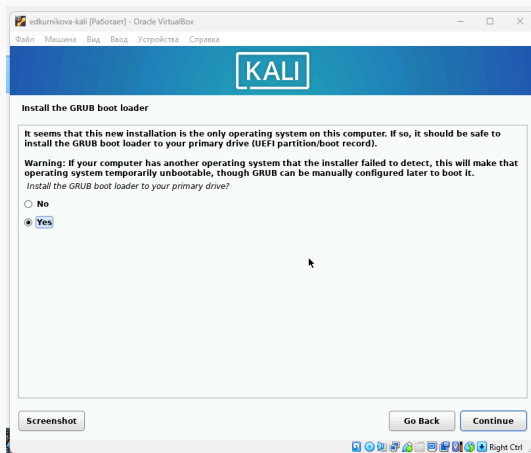 edkurnikova-kali [Работает] - Oracle VirtualBox
Файл Машина Вид Ввод Устройства Справка
KALI
Install the GRUB boot loader
It seems that this new installation is the only operating system on this computer. If so, it should be safe to
install the GRUB boot loader to your primary drive (UEFI partition/boot record).
Warning: If your computer has another operating system that the installer failed to detect, this will make that
operating system temporarily unbootable, though GRUB can be manually configured later to boot it.
Install the GRUB boot loader to your primary drive?
No
Yes
Screenshot Go Back Continue
Right Ctrl